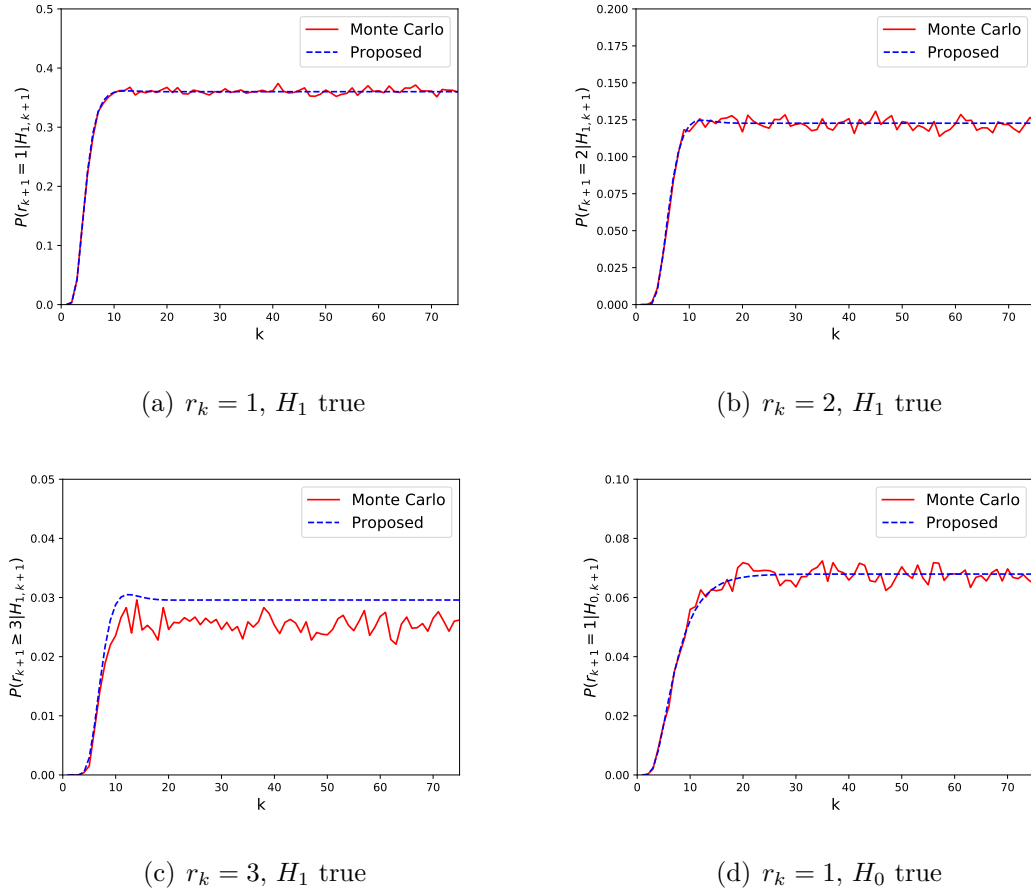 0.5
0.4
0.3
0.2
0.1
0.0
P(r_{k+1} = 1|H_{1,k+1})
Monte Carlo
Proposed
0 10 20 30 40 50 60 70
k
(a) r_k = 1, H_1 true
0.200
0.175
0.150
0.125
0.100
0.075
0.050
0.025
0.000
P(r_{k+1} = 2|H_{1,k+1})
Monte Carlo
Proposed
0 10 20 30 40 50 60 70
k
(b) r_k = 2, H_1 true
0.05
0.04
0.03
0.02
0.01
0.00
P(r_{k+1} ≥ 3|H_{1,k+1})
Monte Carlo
Proposed
0 10 20 30 40 50 60 70
k
(c) r_k = 3, H_1 true
0.10
0.08
0.06
0.04
0.02
0.00
P(r_{k+1} = 1|H_{0,k+1})
Monte Carlo
Proposed
0 10 20 30 40 50 60 70
k
(d) r_k = 1, H_0 true